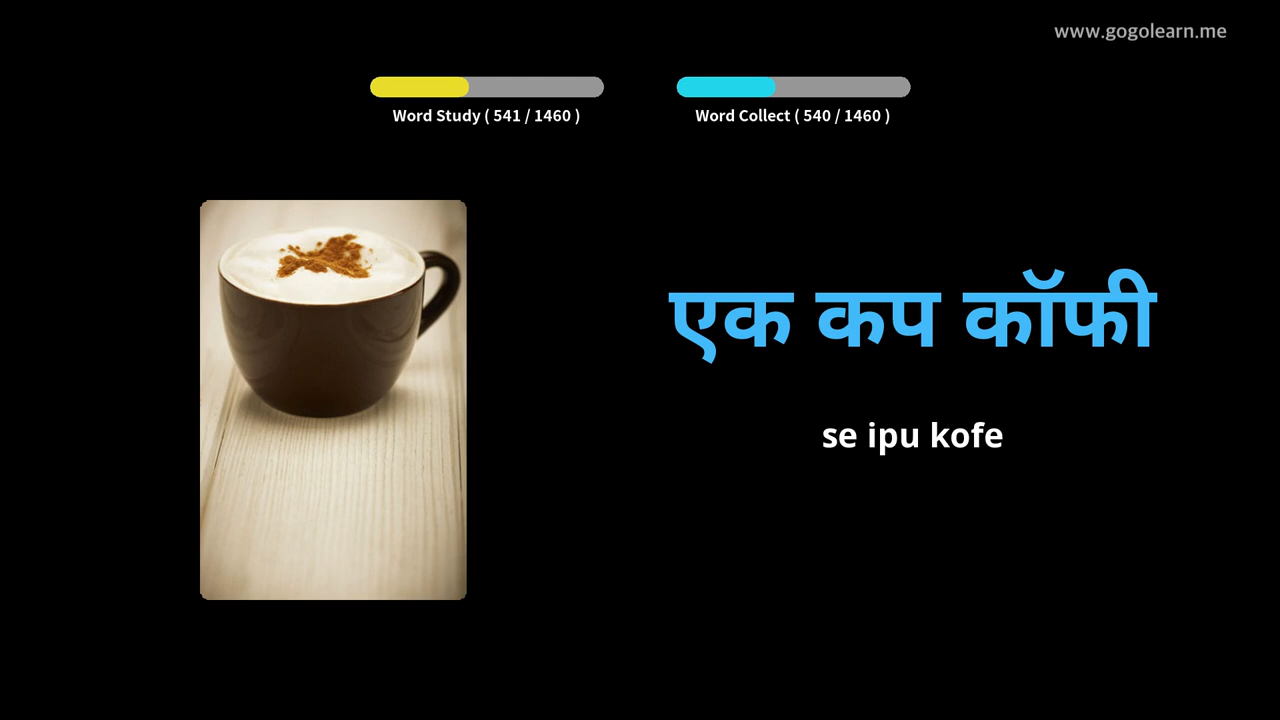 www.gogolearn.me
Word Study ( 541 / 1460 )
Word Collect ( 540 / 1460 )
एक कप कॉफी
se ipu kofe